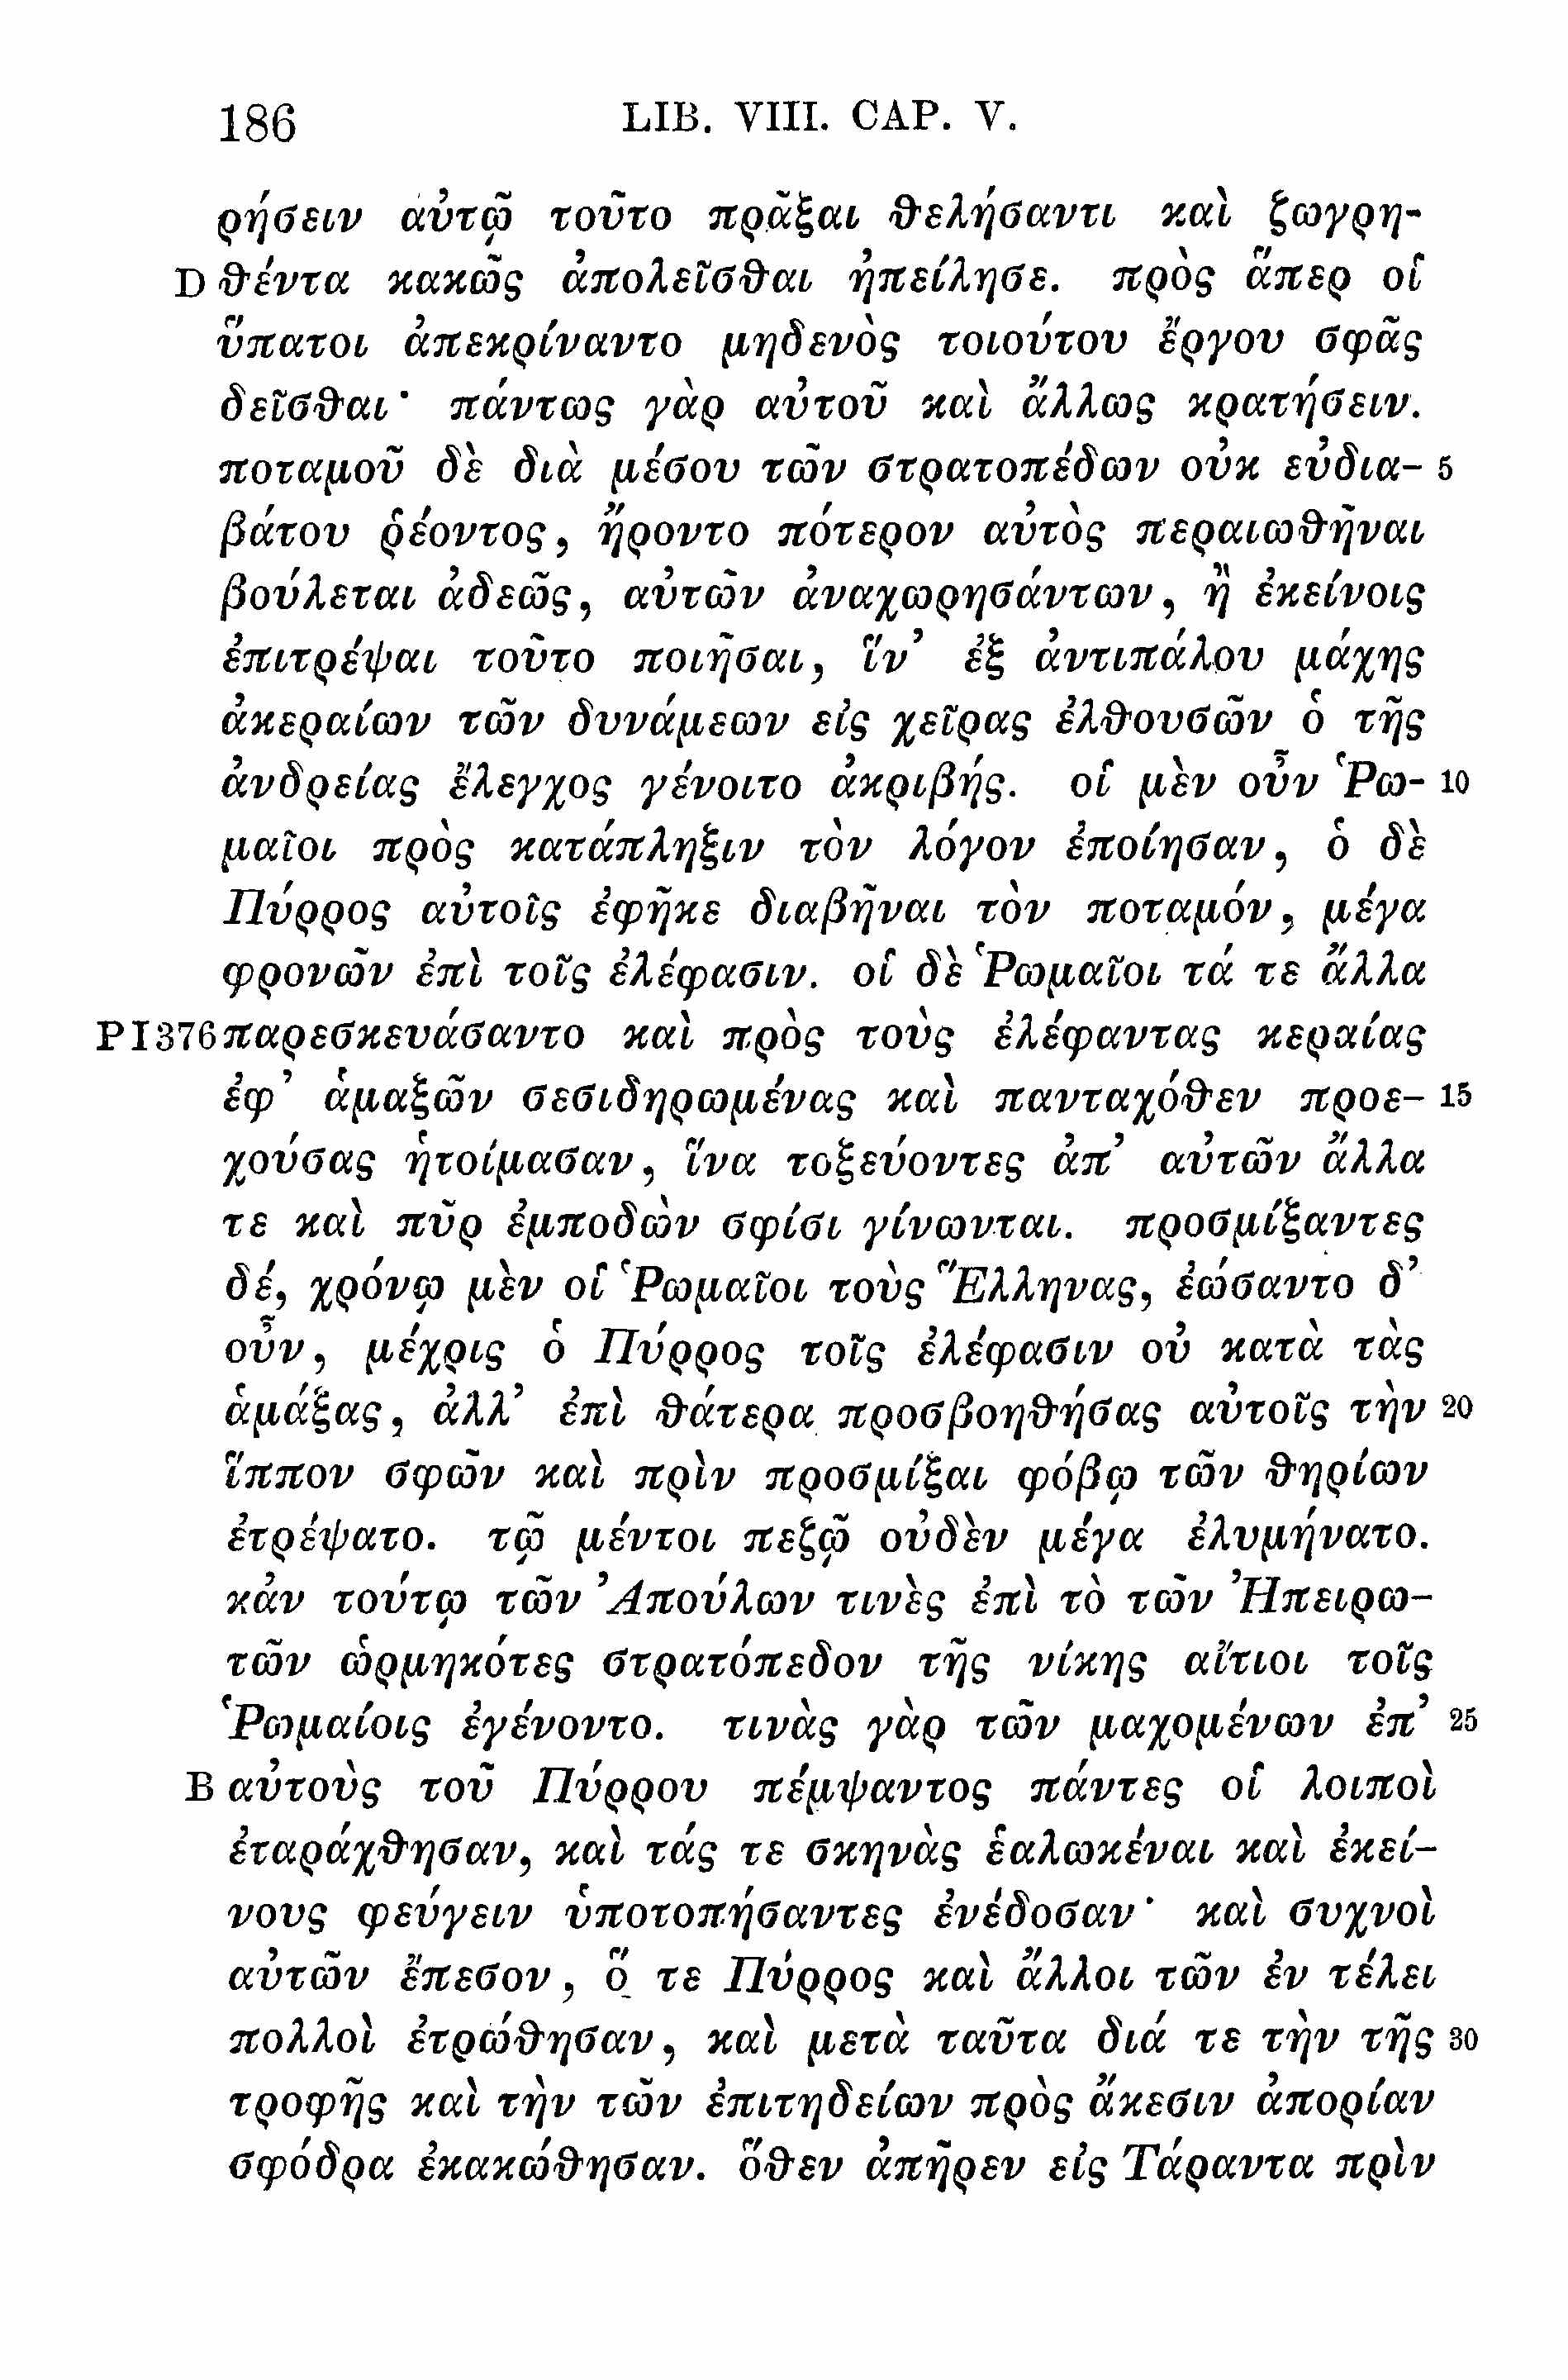 186 LIB. VIII. CAP. V.
ρήσειν αὐτῷ τοῦτο πρᾶξαι θελήσαντι καὶ ζωγρη-
D θέντα κακῶς ἀπολεῖσθαι ἠπείλησε. πρὸς ἅπερ οἱ
ὕπατοι ἀπεκρίναντο μηδενὸς τοιούτου ἔργου σφᾶς
δεῖσθαι· πάντως γὰρ αὐτοῦ καὶ ἄλλως κρατήσειν.
ποταμοῦ δὲ διὰ μέσου τῶν στρατοπέδων οὐκ εὐδια- 5
βάτου ῥέοντος, ἤροντο πότερον αὐτὸς περαιωθῆναι
βούλεται ἀδεῶς, αὐτῶν ἀναχωρησάντων, ἢ ἐκείνοις
ἐπιτρέψαι τοῦτο ποιῆσαι, ἵν’ ἐξ ἀντιπάλου μάχης
ἀκεραίων τῶν δυνάμεων εἰς χεῖρας ἐλθουσῶν ὁ τῆς
ἀνδρείας ἔλεγχος γένοιτο ἀκριβής. οἱ μὲν οὖν Ῥω- 10
μαῖοι πρὸς κατάπληξιν τὸν λόγον ἐποίησαν, ὁ δὲ
Πύρρος αὐτοῖς ἐφῆκε διαβῆναι τὸν ποταμόν, μέγα
φρονῶν ἐπὶ τοῖς ἐλέφασιν. οἱ δὲ Ῥωμαῖοι τά τε ἄλλα
P I 376 παρεσκευάσαντο καὶ πρὸς τοὺς ἐλέφαντας κεραίας
ἐφ’ ἁμαξῶν σεσιδηρωμένας καὶ πανταχόθεν προε- 15
χούσας ἡτοίμασαν, ἵνα τοξεύοντες ἀπ’ αὐτῶν ἄλλα
τε καὶ πῦρ ἐμποδὼν σφίσι γίνωνται. προσμίξαντες
δέ, χρόνῳ μὲν οἱ Ῥωμαῖοι τοὺς Ἕλληνας, ἐώσαντο δ’
οὖν, μέχρις ὁ Πύρρος τοῖς ἐλέφασιν οὐ κατὰ τὰς
ἁμάξας, ἀλλ’ ἐπὶ θάτερα προσβοηθήσας αὐτοῖς τὴν 20
ἵππον σφῶν καὶ πρὶν προσμίξαι φόβῳ τῶν θηρίων
ἐτρέψατο. τῷ μέντοι πεζῷ οὐδὲν μέγα ἐλυμήνατο.
κἀν τούτῳ τῶν Ἀπούλων τινὲς ἐπὶ τὸ τῶν Ἠπειρω-
τῶν ὡρμηκότες στρατόπεδον τῆς νίκης αἴτιοι τοῖς
Ῥωμαίοις ἐγένοντο. τινὰς γὰρ τῶν μαχομένων ἐπ’ 25
B αὐτοὺς τοῦ Πύρρου πέμψαντος πάντες οἱ λοιποὶ
ἐταράχθησαν, καὶ τάς τε σκηνὰς ἑαλωκέναι καὶ ἐκεί-
νους φεύγειν ὑποτοπήσαντες ἐνέδοσαν· καὶ συχνοὶ
αὐτῶν ἔπεσον, ὅ τε Πύρρος καὶ ἄλλοι τῶν ἐν τέλει
πολλοὶ ἐτρώθησαν, καὶ μετὰ ταῦτα διά τε τὴν τῆς 30
τροφῆς καὶ τὴν τῶν ἐπιτηδείων πρὸς ἄκεσιν ἀπορίαν
σφόδρα ἐκακώθησαν. ὅθεν ἀπῆρεν εἰς Τάραντα πρὶν